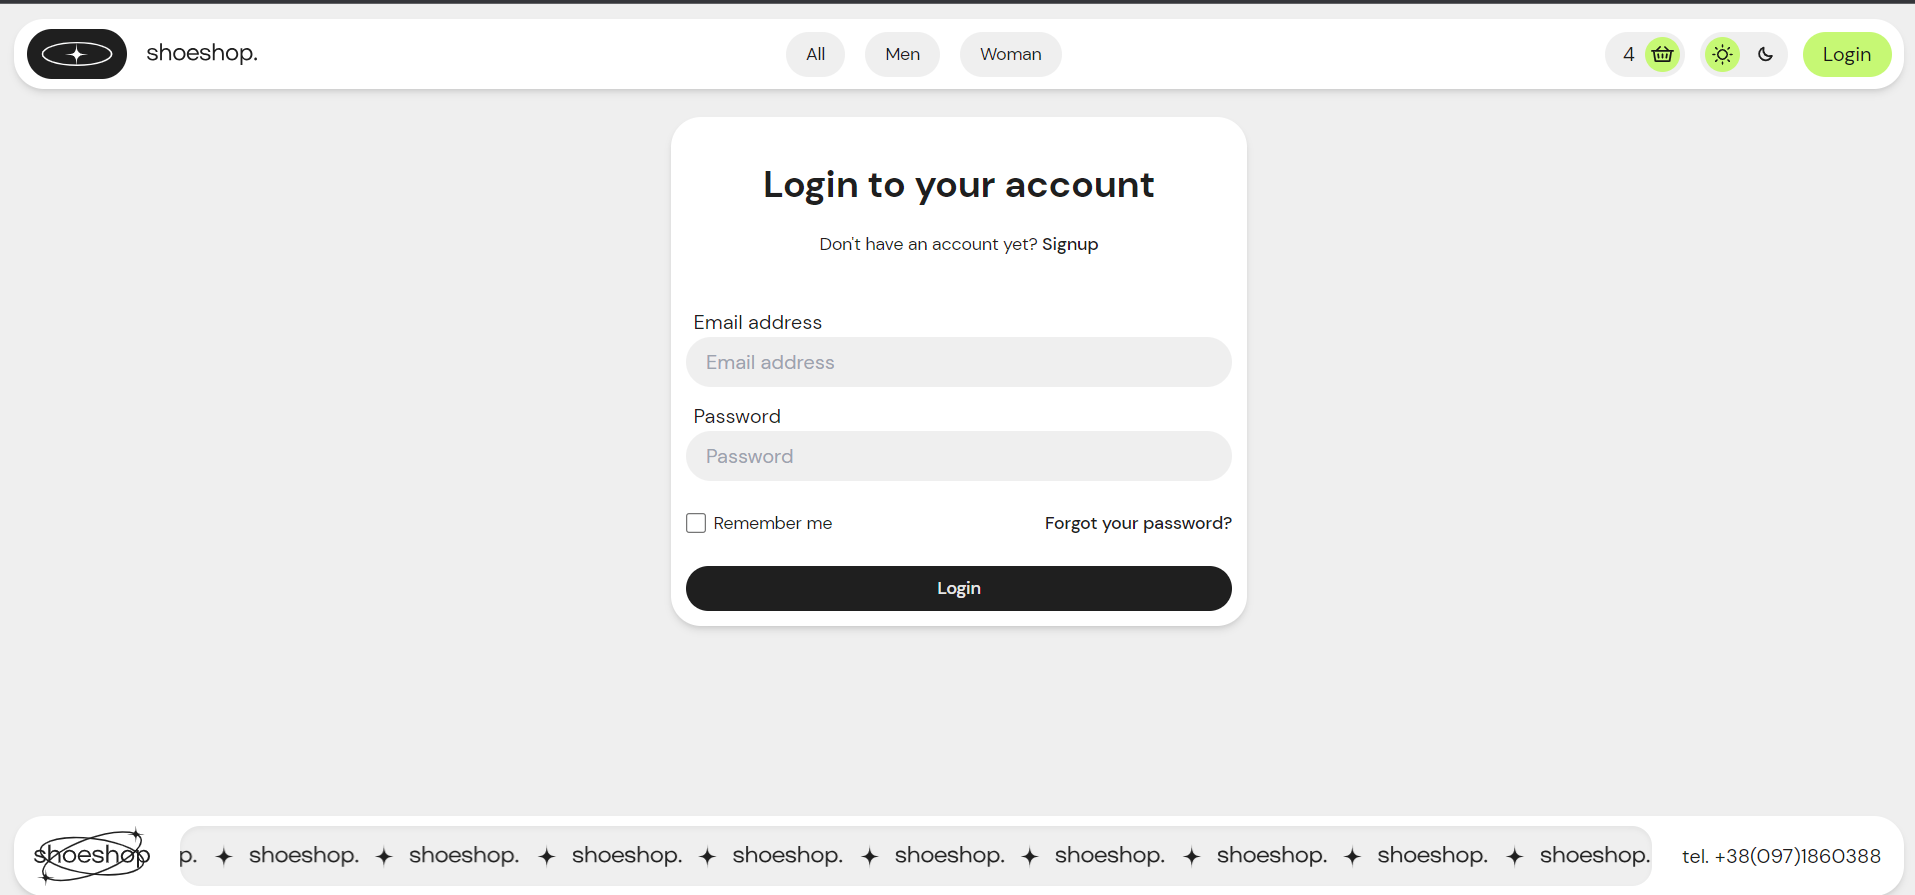 shoeshop.
All Men Woman
4
Login
Login to your account
Don't have an account yet? Signup
Email address
Email address
Password
Password
Remember me Forgot your password?
Login
shoeshop
p. shoeshop. shoeshop. shoeshop. shoeshop. shoeshop. shoeshop. shoeshop. shoeshop. shoeshop.
tel. +38(097)1860388